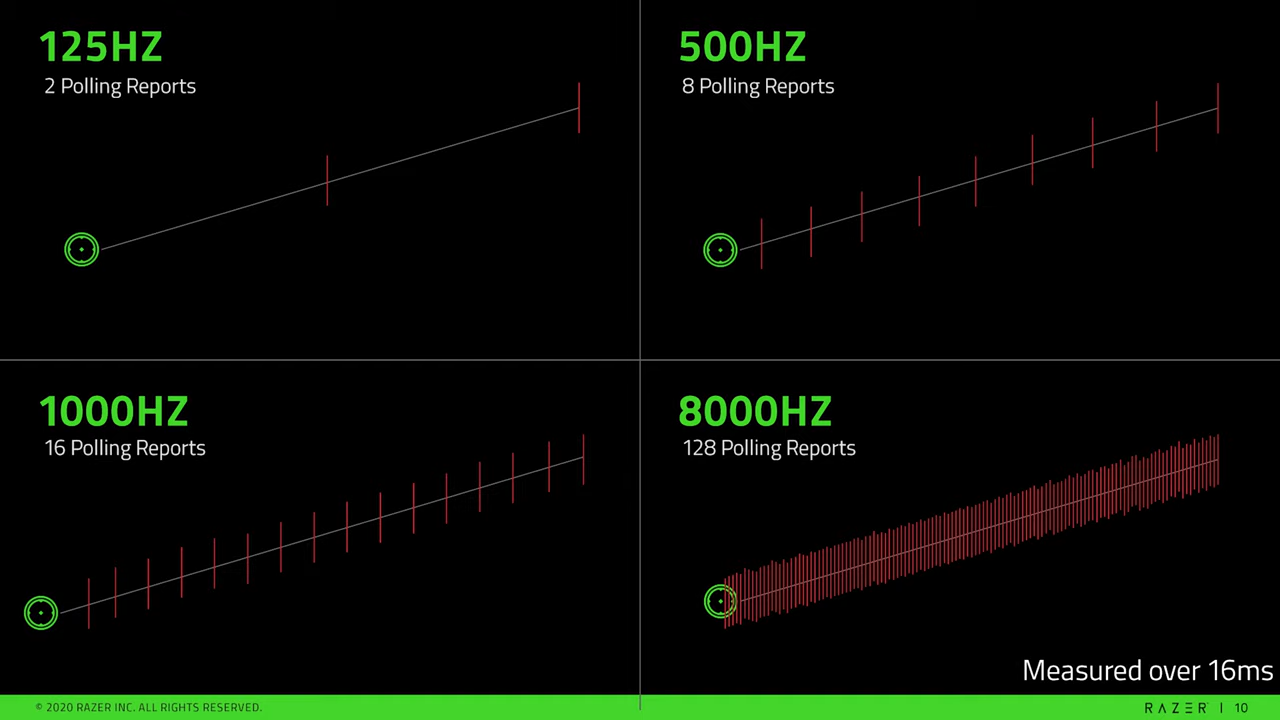 125HZ
2 Polling Reports
500HZ
8 Polling Reports
1000HZ
16 Polling Reports
8000HZ
128 Polling Reports
Measured over 16ms
© 2020 RAZER INC. ALL RIGHTS RESERVED.
RAZER | 10